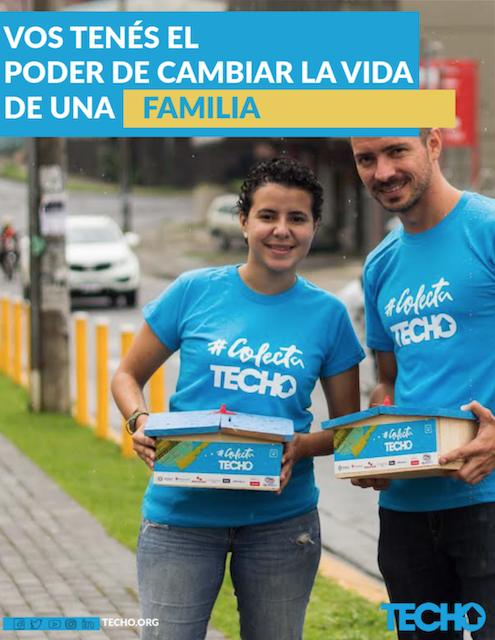 VOS TENÉS EL
PODER DE CAMBIAR LA VIDA
DE UNA FAMILIA
#Colecta
TECHO
#Colecta
TECHO
#Colecta
TECHO
#Colecta
TECHO
TECHO.ORG
TECHO